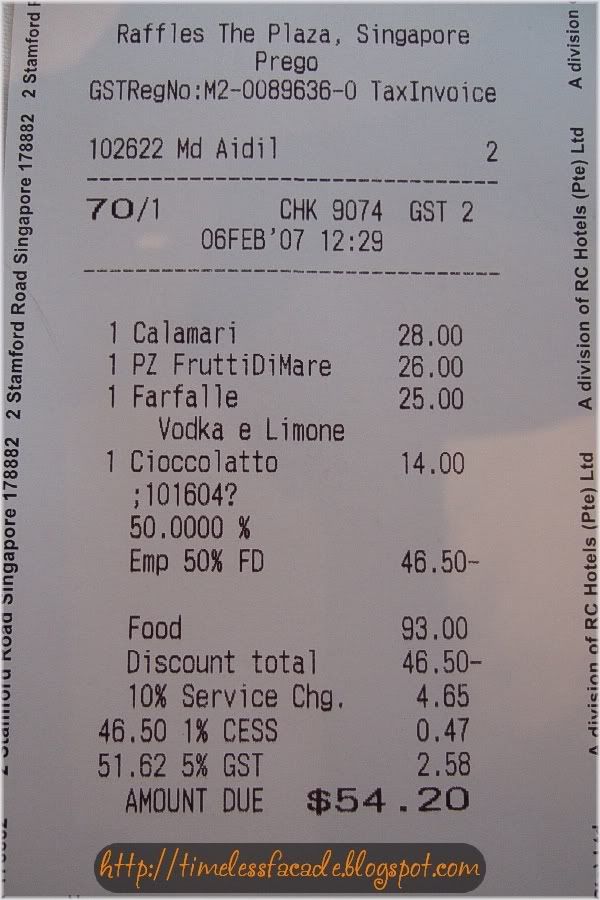 Raffles The Plaza, Singapore
Prego
GSTRegNo:M2-0089636-0 TaxInvoice
102622 Md Aidil 2
70/1 CHK 9074 GST 2
06FEB'07 12:29
1 Calamari 28.00
1 PZ FruttiDiMare 26.00
1 Farfalle 25.00
Vodka e Limone
1 Cioccolatto 14.00
;101604?
50.0000 %
Emp 50% FD 46.50-
Food 93.00
Discount total 46.50-
10% Service Chg. 4.65
46.50 1% CESS 0.47
51.62 5% GST 2.58
AMOUNT DUE $54.20
http://timelessfacade.blogspot.com
2 Stamford Road Singapore 178882 2 Stamford Road Singapore 178882 2 Stamford R
A division of RC Hotels (Pte) Ltd A division of RC Hotels (Pte) Ltd A division o